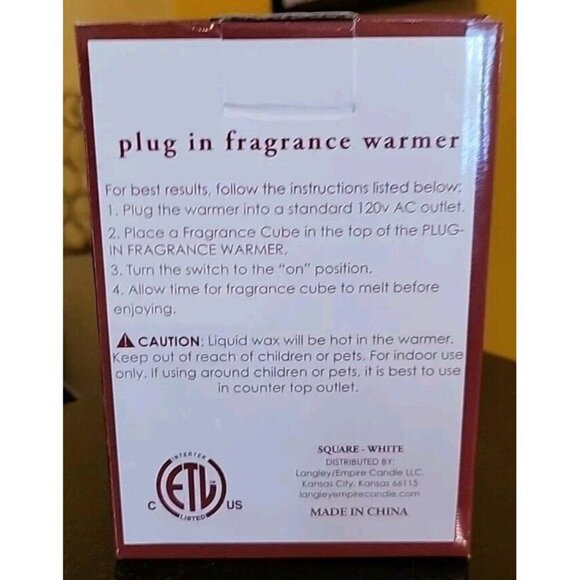 plug in fragrance warmer
For best results, follow the instructions listed below:
1. Plug the warmer into a standard 120v AC outlet.
2. Place a Fragrance Cube in the top of the PLUG-
IN FRAGRANCE WARMER.
3. Turn the switch to the “on” position.
4. Allow time for fragrance cube to melt before
enjoying.
CAUTION: Liquid wax will be hot in the warmer.
Keep out of reach of children or pets. For indoor use
only. If using around children or pets, it is best to use
in counter top outlet.
INTERTEK
ETL
LISTED
C US
SQUARE - WHITE
DISTRIBUTED BY:
Langley/Empire Candle LLC.
Kansas City, Kansas 66115
langleyempirecandle.com
MADE IN CHINA